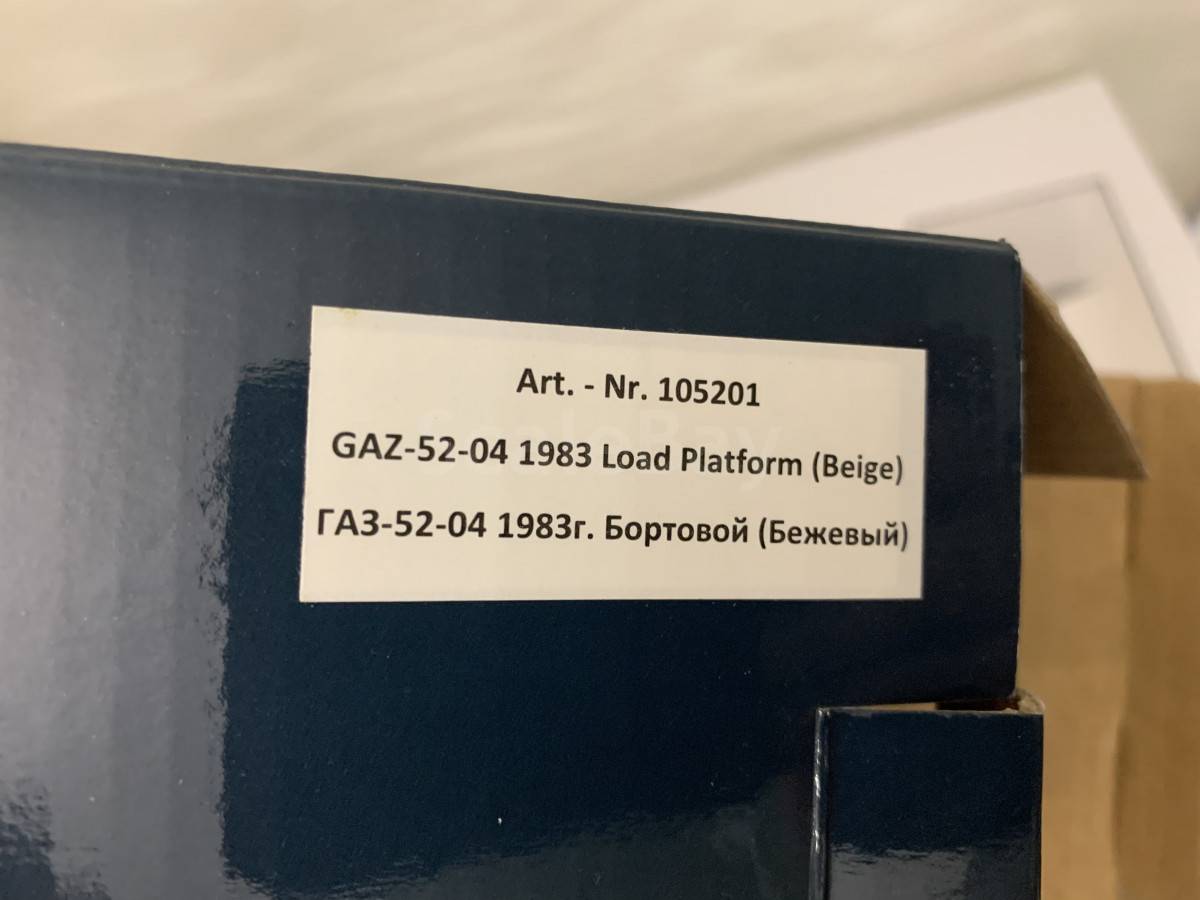 Art. - Nr. 105201
GAZ-52-04 1983 Load Platform (Beige)
ГАЗ-52-04 1983г. Бортовой (Бежевый)